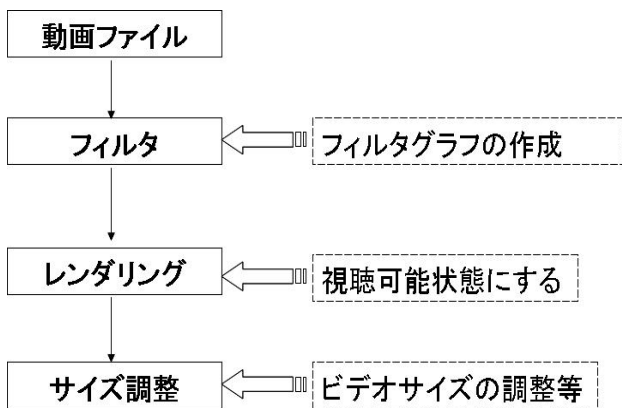 動画ファイル
フィルタ
フィルタグラフの作成
レンダリング
視聴可能状態にする
サイズ調整
ビデオサイズの調整等